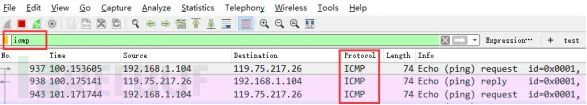 File Edit View Go Capture Analyze Statistics Telephony Wireless Tools Help
icmp Expression… + test
No. Time Source Destination Protocol Length Info
937 100.153605 192.168.1.104 119.75.217.26 ICMP 74 Echo (ping) request id=0x0001,
938 100.175141 119.75.217.26 192.168.1.104 ICMP 74 Echo (ping) reply id=0x0001,
943 101.171744 192.168.1.104 119.75.217.26 ICMP 74 Echo (ping) request id=0x0001,